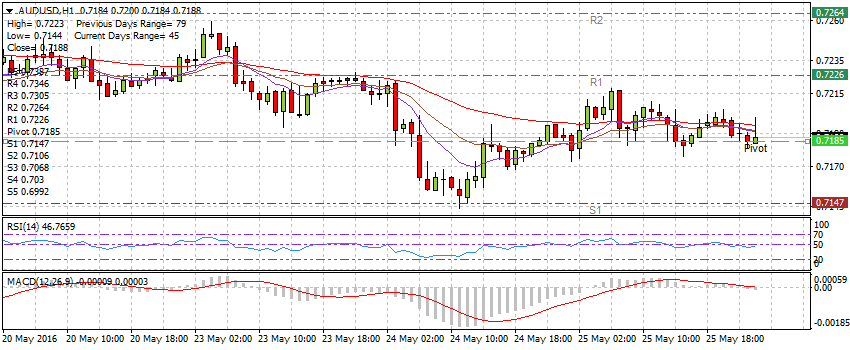 AUDUSD,H1 0.7184 0.7200 0.7184 0.7188
High= 0.7223 Previous Days Range= 79
Low= 0.7144 Current Days Range= 45
Close= 0.7188
R5 0.7387
R4 0.7346
R3 0.7305
R2 0.7264
R1 0.7226
Pivot 0.7185
S1 0.7147
S2 0.7106
S3 0.7068
S4 0.703
S5 0.6992
R2
R1
Pivot
S1
0.7264
0.7260
0.7235
0.7226
0.7215
0.7185
0.7170
0.7147
RSI(14) 46.7659
100
70
50
20
0
MACD(12,26,9) -0.00009 0.00003
0.00059
0.00
-0.00185
20 May 2016
20 May 10:00
20 May 18:00
23 May 02:00
23 May 10:00
23 May 18:00
24 May 02:00
24 May 10:00
24 May 18:00
25 May 02:00
25 May 10:00
25 May 18:00